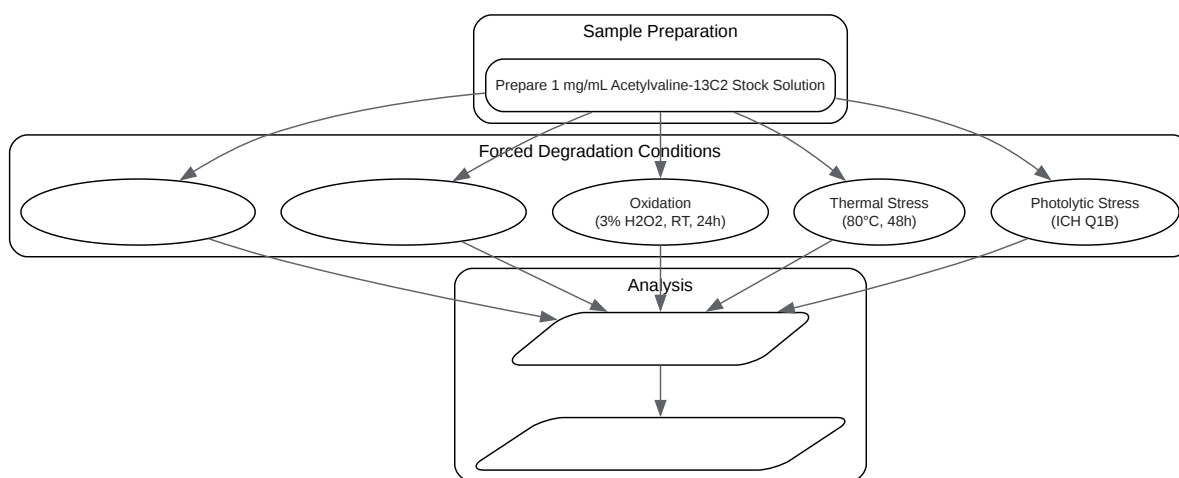 Sample Preparation
Prepare 1 mg/mL Acetylvaline-13C2 Stock Solution
Forced Degradation Conditions
Oxidation
(3% H2O2, RT, 24h)
Thermal Stress
(80°C, 48h)
Photolytic Stress
(ICH Q1B)
Analysis